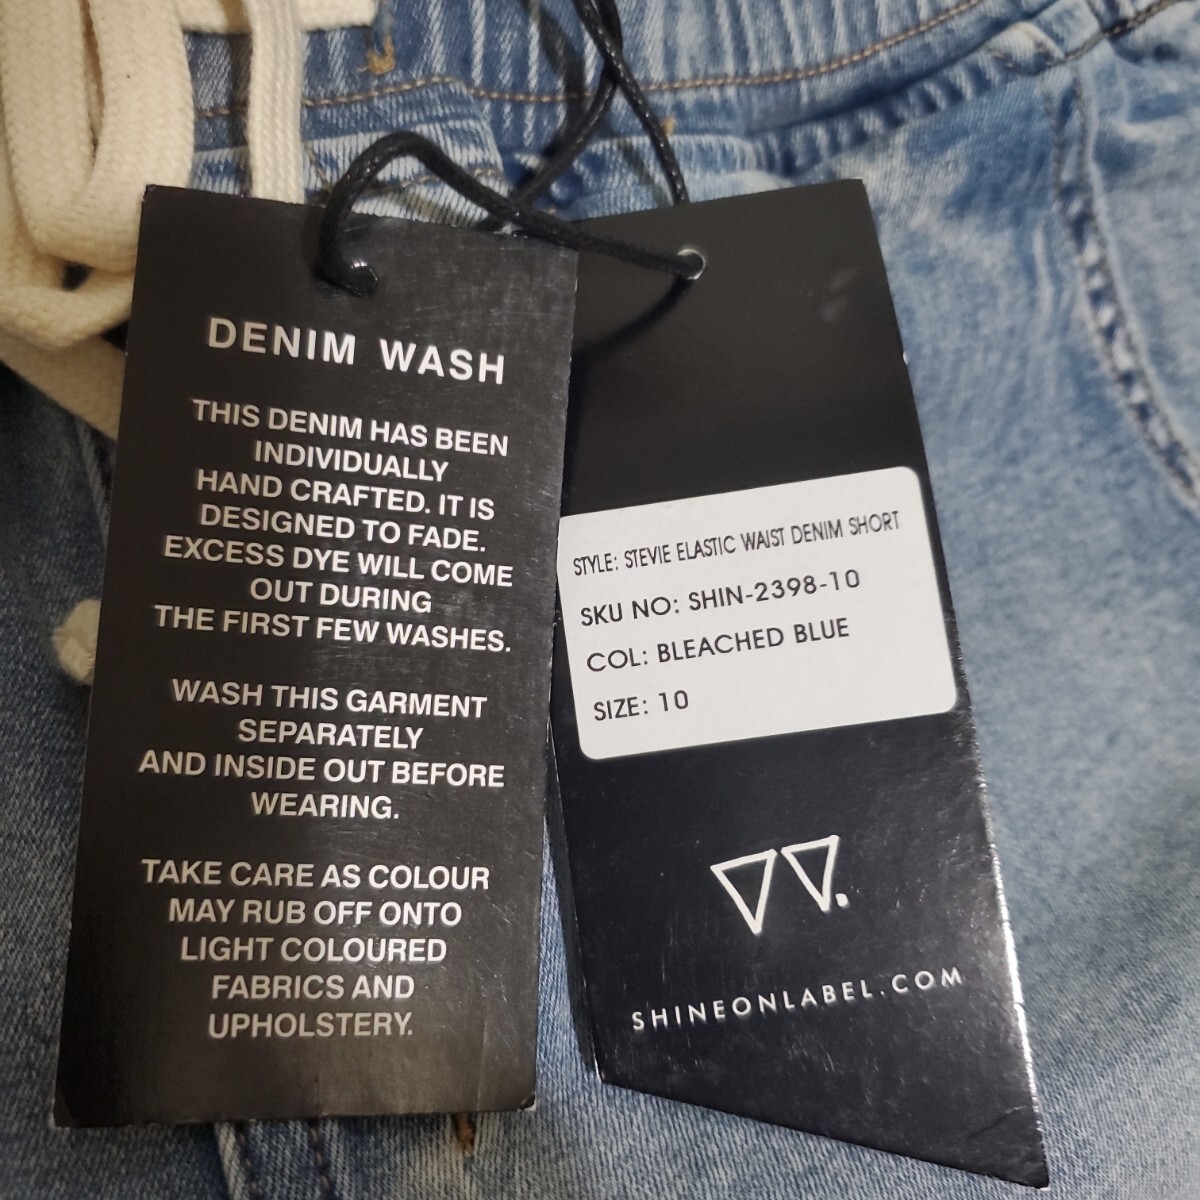 DENIM WASH
THIS DENIM HAS BEEN
INDIVIDUALLY
HAND CRAFTED. IT IS
DESIGNED TO FADE.
EXCESS DYE WILL COME
OUT DURING
THE FIRST FEW WASHES.
WASH THIS GARMENT
SEPARATELY
AND INSIDE OUT BEFORE
WEARING.
TAKE CARE AS COLOUR
MAY RUB OFF ONTO
LIGHT COLOURED
FABRICS AND
UPHOLSTERY.
STYLE: STEVIE ELASTIC WAIST DENIM SHORT
SKU NO: SHIN-2398-10
COL: BLEACHED BLUE
SIZE: 10
SHINEONLABEL.COM